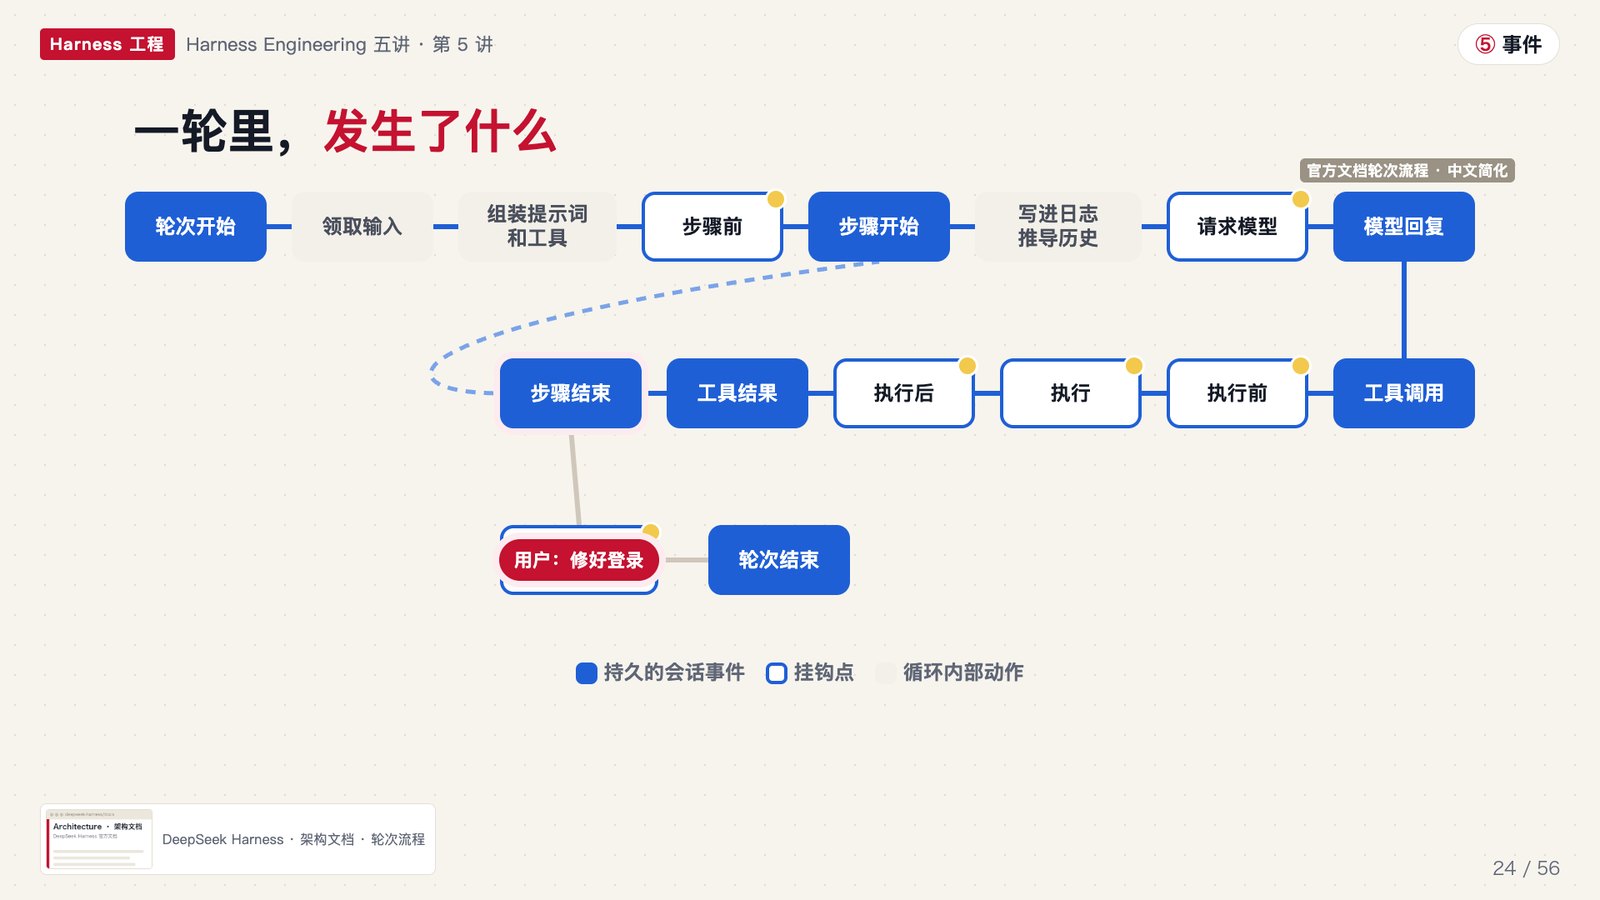 Harness 工程
Harness Engineering 五讲 · 第 5 讲
⑤ 事件
一轮里，发生了什么
官方文档轮次流程 · 中文简化
轮次开始
领取输入
组装提示词
和工具
步骤前
步骤开始
写进日志
推导历史
请求模型
模型回复
步骤结束
工具结果
执行后
执行
执行前
工具调用
用户：修好登录
轮次结束
持久的会话事件
挂钩点
循环内部动作
Architecture · 架构文档
DeepSeek Harness 官方文档
DeepSeek Harness · 架构文档 · 轮次流程
24 / 56